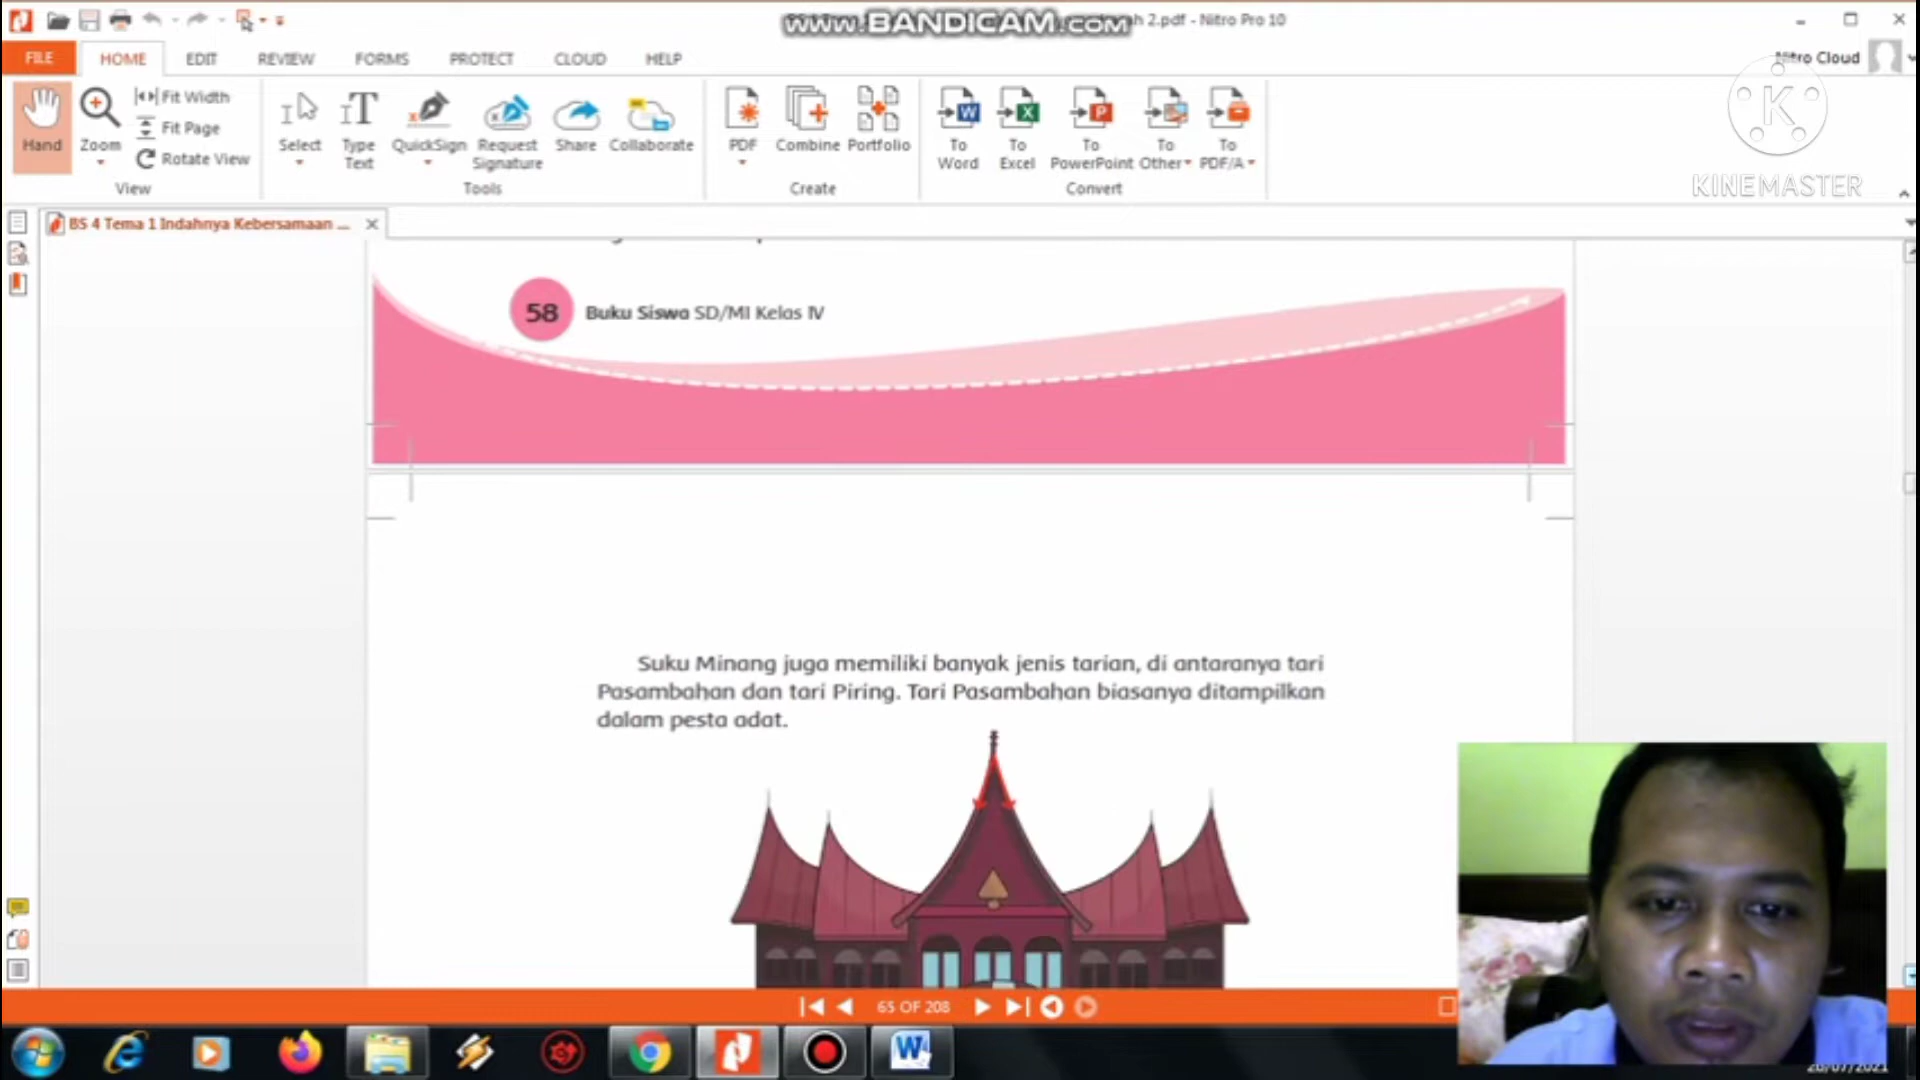 www.BANDICAM.com
2.pdf - Nitro Pro 10
FILE HOME EDIT REVIEW FORMS PROTECT CLOUD HELP
Nitro Cloud
Hand
Zoom
Fit Width
Fit Page
Rotate View
View
Select
Type Text
QuickSign
Request Signature
Share
Collaborate
Tools
PDF
Combine
Portfolio
Create
To Word
To Excel
To PowerPoint
To Other
To PDF/A
Convert
K
KINEMASTER
BS 4 Tema 1 Indahnya Kebersamaan ...
58
Buku Siswa SD/MI Kelas IV
Suku Minang juga memiliki banyak jenis tarian, di antaranya tari
Pasambahan dan tari Piring. Tari Pasambahan biasanya ditampilkan
dalam pesta adat.
65 OF 208